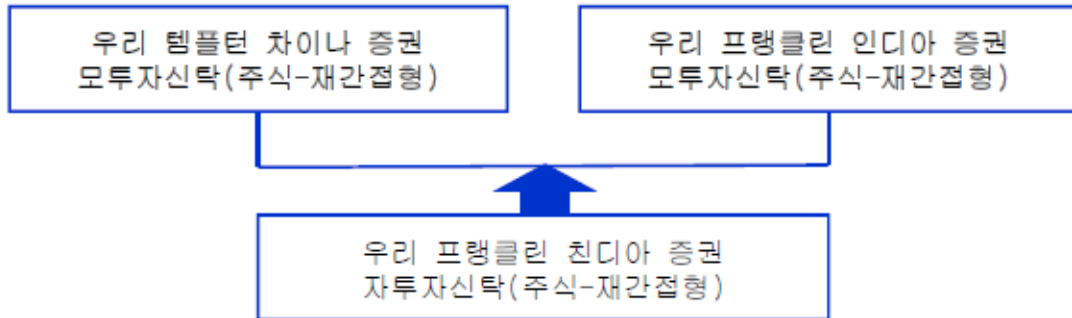 우리 템플턴 차이나 증권
모투자신탁(주식-재간접형)
우리 프랭클린 인디아 증권
모투자신탁(주식-재간접형)
우리 프랭클린 친디아 증권
자투자신탁(주식-재간접형)